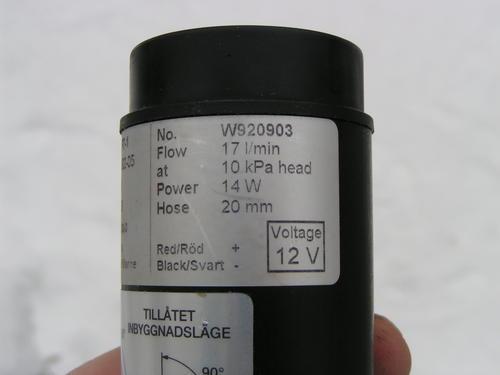 No. W920903
Flow 17 l/min
at 10 kPa head
Power 14 W
Hose 20 mm
Red/Röd +
Black/Svart -
Voltage
12 V
TILLÅTET
INBYGGNADSLÄGE
90°